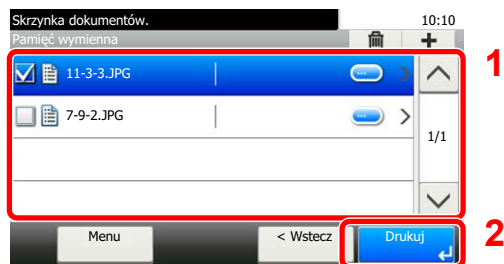 Skrzynka dokumentów. 10:10
Pamięć wymienna
1
11-3-3.JPG
7-9-2.JPG
1/1
Menu < Wstecz Drukuj 2